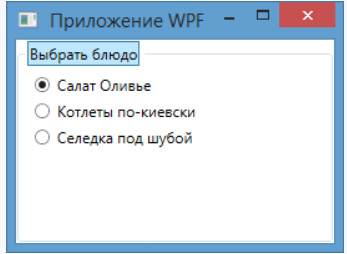 Приложение WPF
Выбрать блюдо
Салат Оливье
Котлеты по-киевски
Селедка под шубой